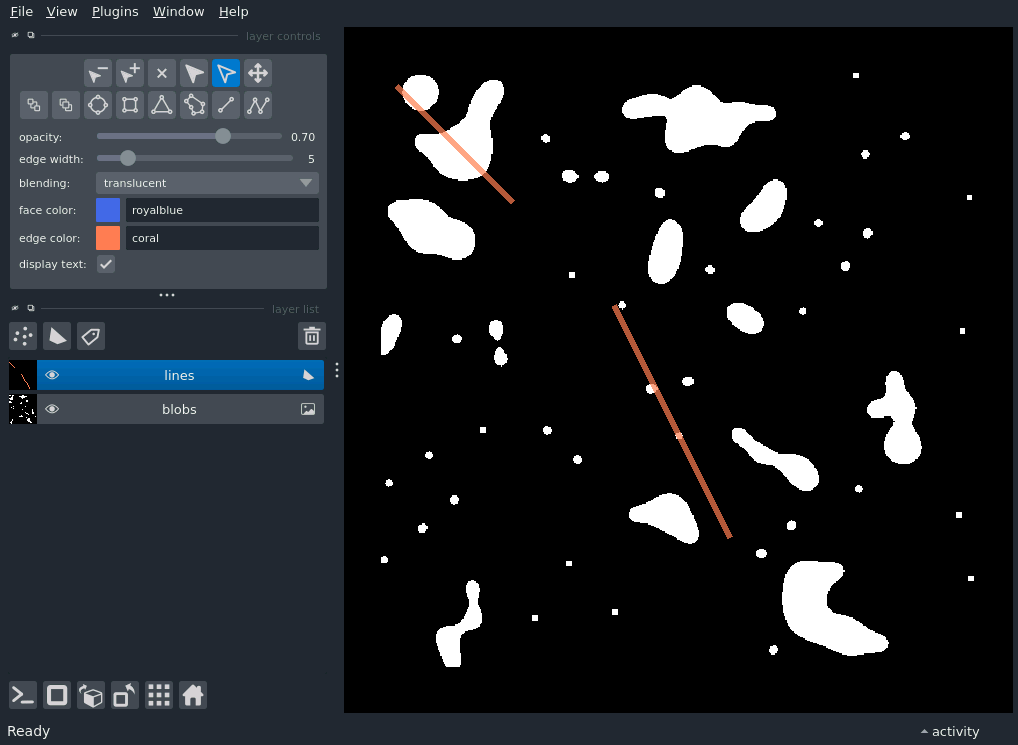 File View Plugins Window Help
layer controls
opacity: 0.70
edge width: 5
blending: translucent
face color: royalblue
edge color: coral
display text:
layer list
lines
blobs
Ready
activity